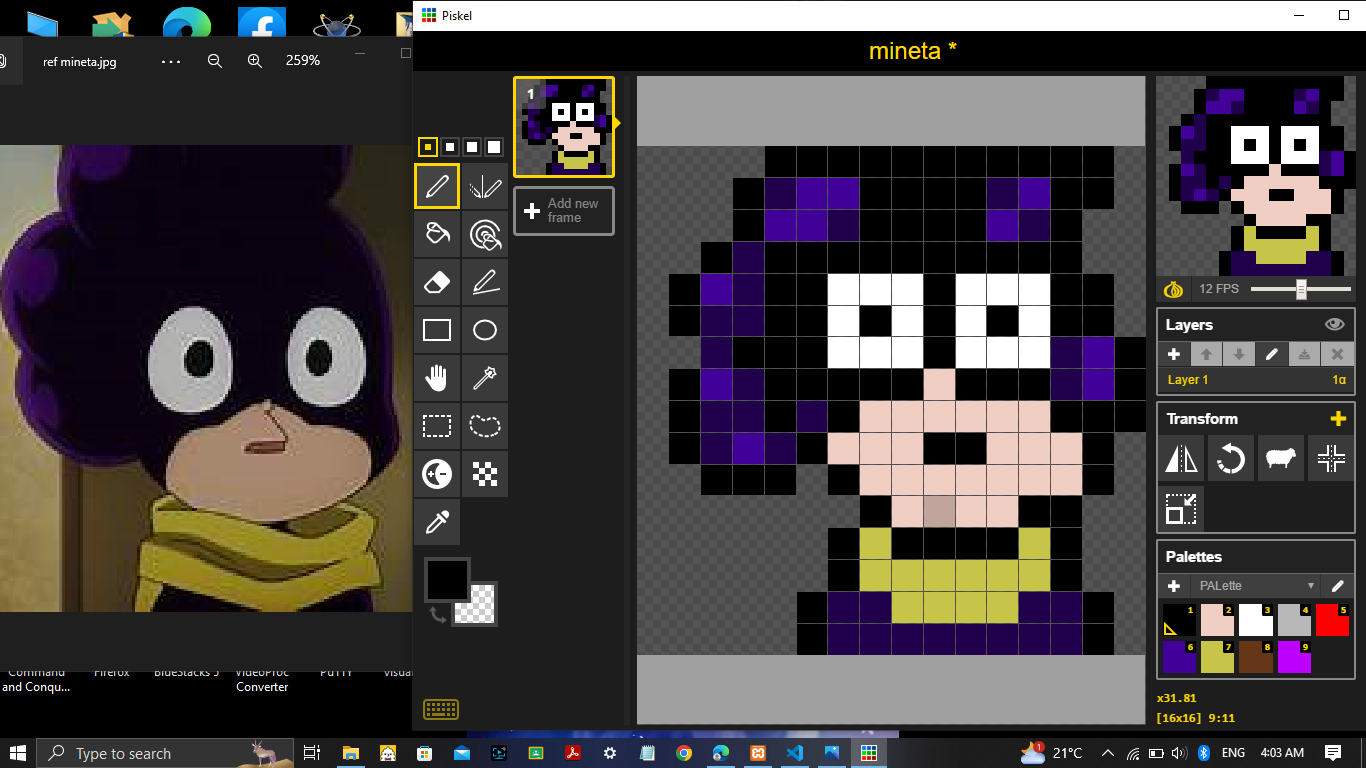 Piskel
mineta *
ref mineta.jpg
259%
1
Add new
frame
12 FPS
Layers
Layer 1
1α
Transform
Palettes
PALette
1
2
3
4
5
6
7
8
9
x31.81
[16x16] 9:11
Command
and Conqu...
Firefox
BlueStacks 5
VideoProc
Converter
PuTTY
Type to search
1
21°C
ENG
4:03 AM